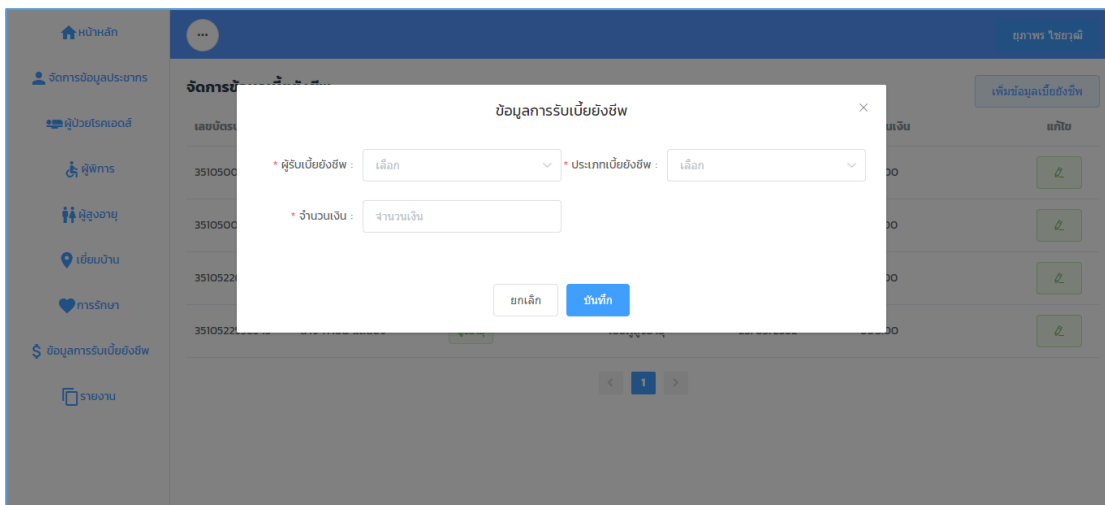 หน้าหลัก
...
ยุภาพร ไชยวุฒิ
จัดการข้อมูลประชากร
เพิ่มข้อมูลเบี้ยยังชีพ
ข้อมูลการรับเบี้ยยังชีพ
ผู้ป่วยโรคเอดส์
แก้ไข
ผู้พิการ
* ผู้รับเบี้ยยังชีพ : เลือก * ประเภทเบี้ยยังชีพ : เลือก
ผู้สูงอายุ
* จำนวนเงิน : จำนวนเงิน
เยี่ยมบ้าน
การรักษา
ยกเลิก บันทึก
ข้อมูลการรับเบี้ยยังชีพ
< 1 >
รายงาน